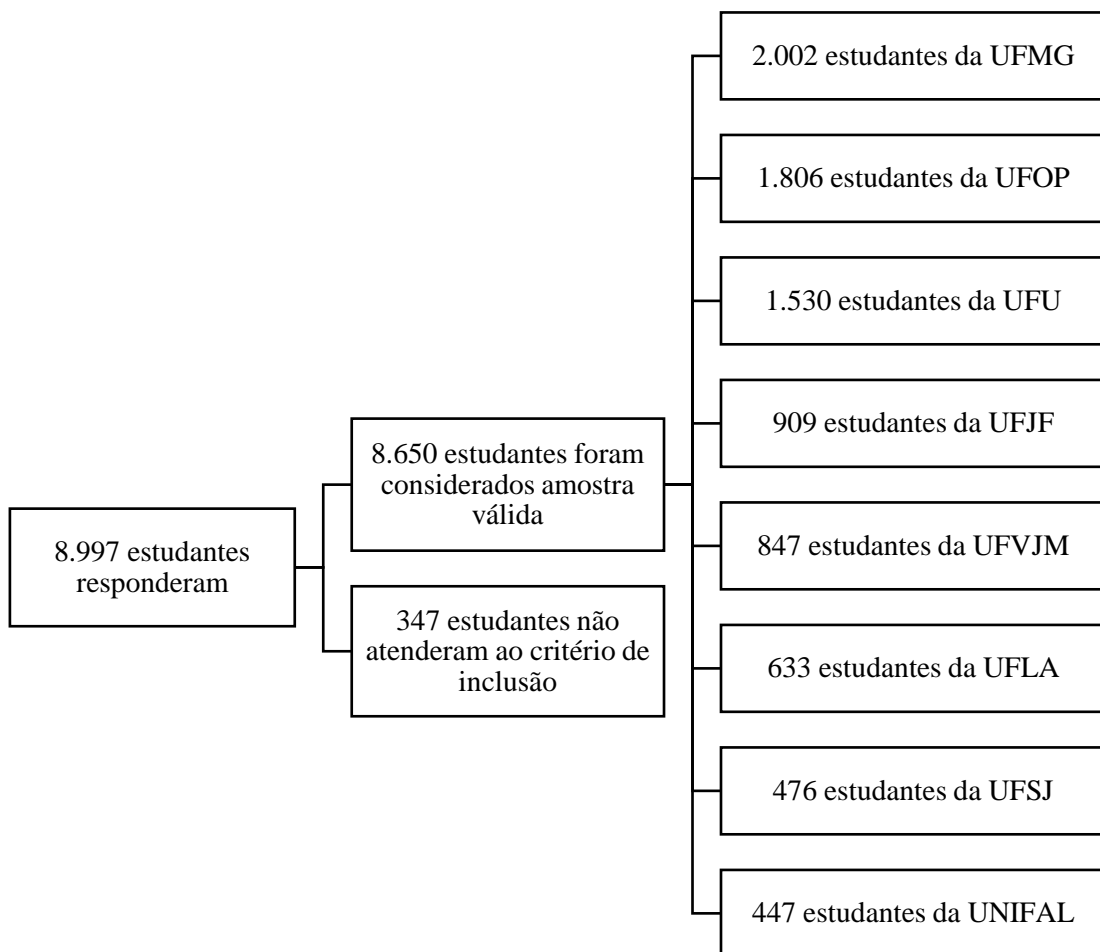 8.997 estudantes
responderam
8.650 estudantes foram
considerados amostra
válida
347 estudantes não
atenderam ao critério de
inclusão
2.002 estudantes da UFMG
1.806 estudantes da UFOP
1.530 estudantes da UFU
909 estudantes da UFJF
847 estudantes da UFVJM
633 estudantes da UFLA
476 estudantes da UFSJ
447 estudantes da UNIFAL